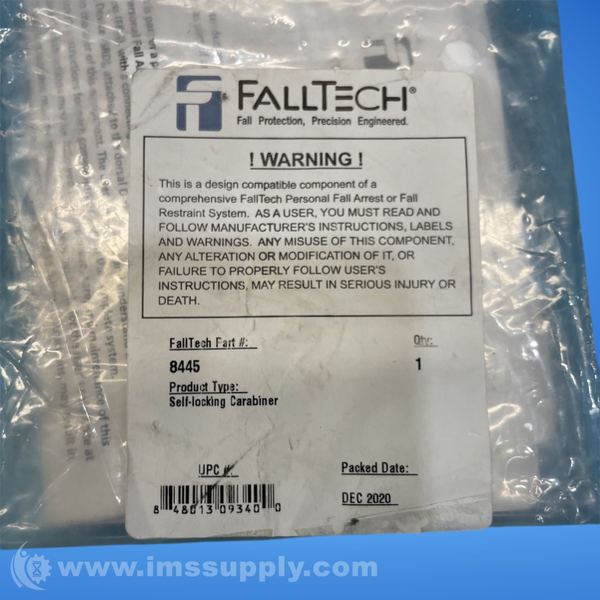 FALLTECH®
Fall Protection, Precision Engineered.
! WARNING !
This is a design compatible component of a
comprehensive FallTech Personal Fall Arrest or Fall
Restraint System. AS A USER, YOU MUST READ AND
FOLLOW MANUFACTURER'S INSTRUCTIONS, LABELS
AND WARNINGS. ANY MISUSE OF THIS COMPONENT,
ANY ALTERATION OR MODIFICATION OF IT, OR
FAILURE TO PROPERLY FOLLOW USER'S
INSTRUCTIONS, MAY RESULT IN SERIOUS INJURY OR
DEATH.
FallTech Part #: Qty:
8445 1
Product Type:
Self-locking Carabiner
UPC #: Packed Date:
DEC 2020
8 48013 09340 0
www.imssupply.com